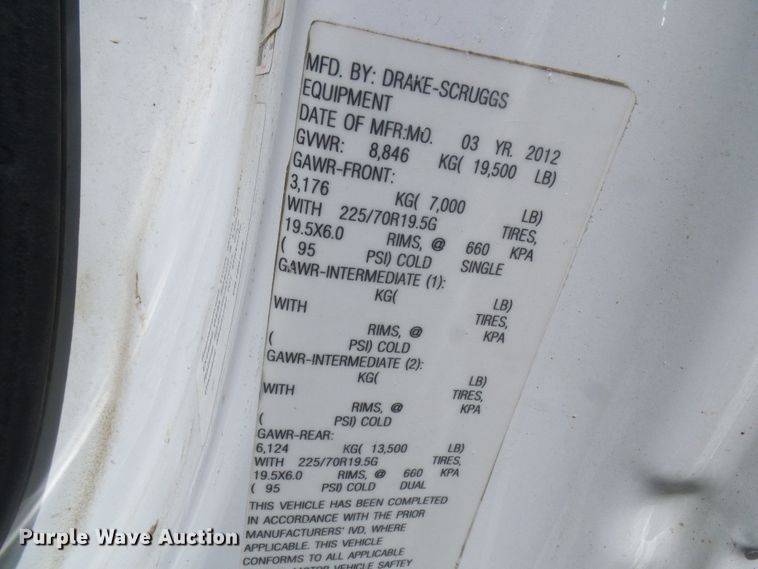 MFD. BY: DRAKE-SCRUGGS
EQUIPMENT
DATE OF MFR:MO. 03 YR. 2012
GVWR: 8,846 KG( 19,500 LB)
GAWR-FRONT:
3,176 KG( 7,000 LB)
WITH 225/70R19.5G TIRES,
19.5X6.0 RIMS, @ 660 KPA
( 95 PSI) COLD SINGLE
GAWR-INTERMEDIATE (1):
KG( LB)
WITH TIRES,
RIMS, @ KPA
( PSI) COLD
GAWR-INTERMEDIATE (2):
KG( LB)
WITH TIRES,
RIMS, @ KPA
( PSI) COLD
GAWR-REAR:
6,124 KG( 13,500 LB)
WITH 225/70R19.5G TIRES,
19.5X6.0 RIMS, @ 660 KPA
( 95 PSI) COLD DUAL
THIS VEHICLE HAS BEEN COMPLETED
IN ACCORDANCE WITH THE PRIOR
MANUFACTURERS' IVD, WHERE
APPLICABLE. THIS VEHICLE
CONFORMS TO ALL APPLICABLE
MOTOR VEHICLE SAFTEY
Purple Wave Auction